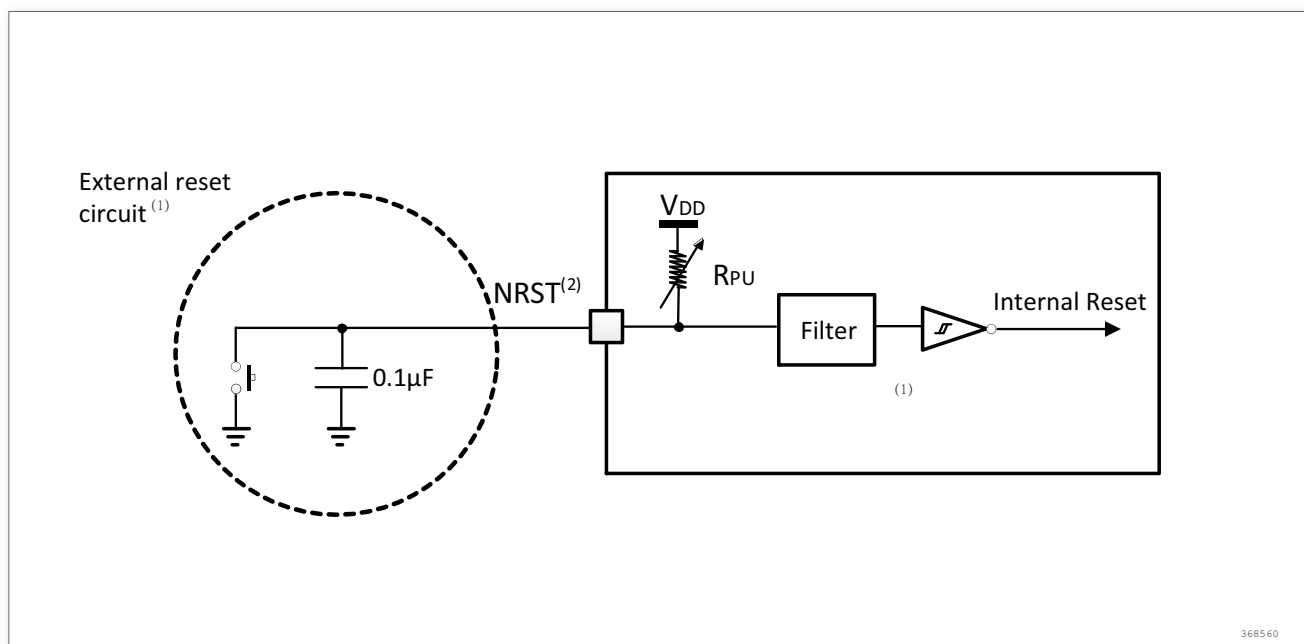 External reset
circuit (1)
NRST(2)
VDD
RPU
Filter
Internal Reset
(1)
0.1µF
368560